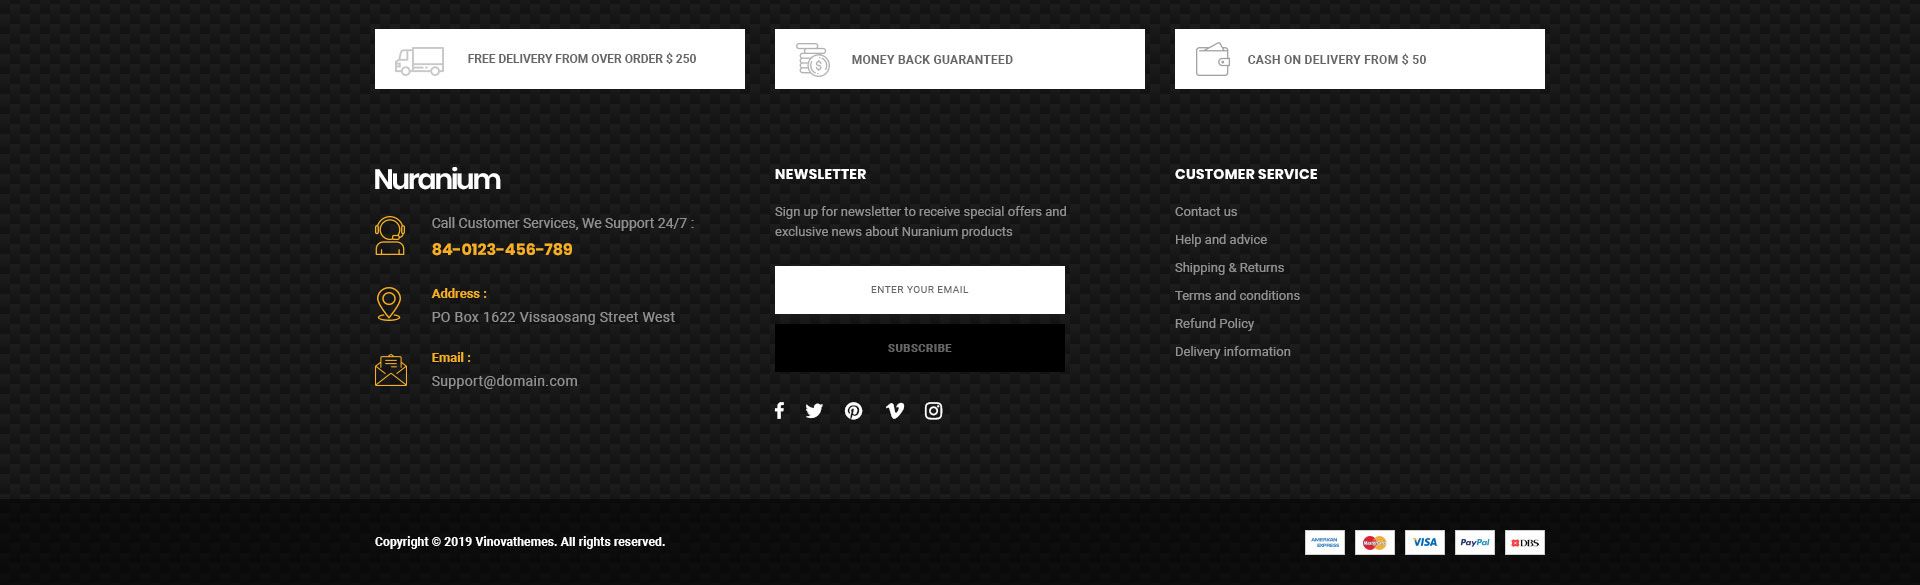 FREE DELIVERY FROM OVER ORDER $ 250
MONEY BACK GUARANTEED
CASH ON DELIVERY FROM $ 50
Nuranium
Call Customer Services, We Support 24/7 :
84-0123-456-789
Address :
PO Box 1622 Vissaosang Street West
Email :
Support@domain.com
NEWSLETTER
Sign up for newsletter to receive special offers and
exclusive news about Nuranium products
ENTER YOUR EMAIL
SUBSCRIBE
CUSTOMER SERVICE
Contact us
Help and advice
Shipping & Returns
Terms and conditions
Refund Policy
Delivery information
Copyright © 2019 Vinovathemes. All rights reserved.
AMERICAN
EXPRESS
MasterCard
VISA
PayPal
DBS